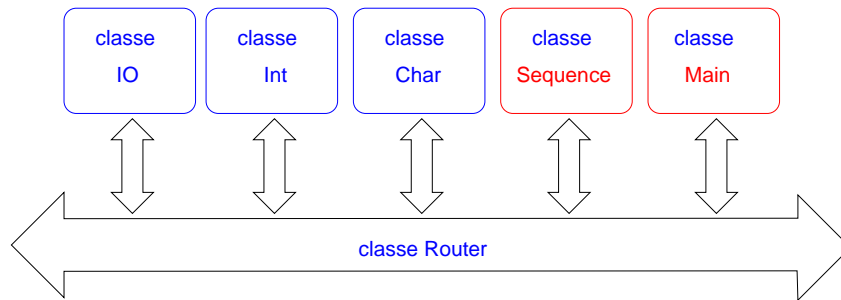 classe
IO
classe
Int
classe
Char
classe
Sequence
classe
Main
classe Router